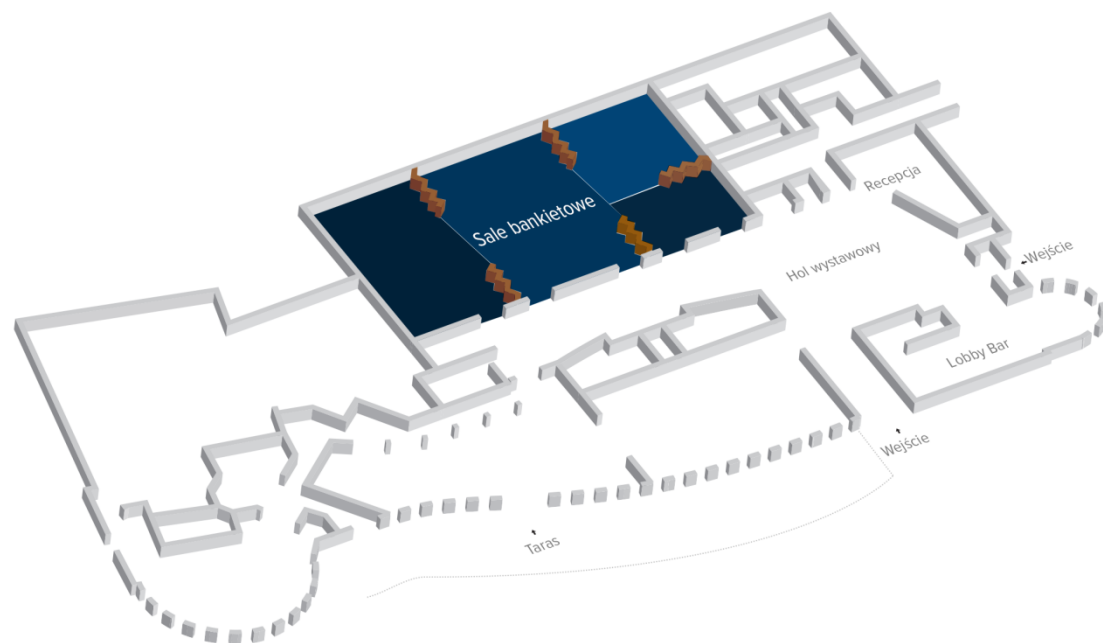 Recepcja
Sale bankietowe
Hol wystawowy
Wejście
Lobby Bar
Wejście
Taras